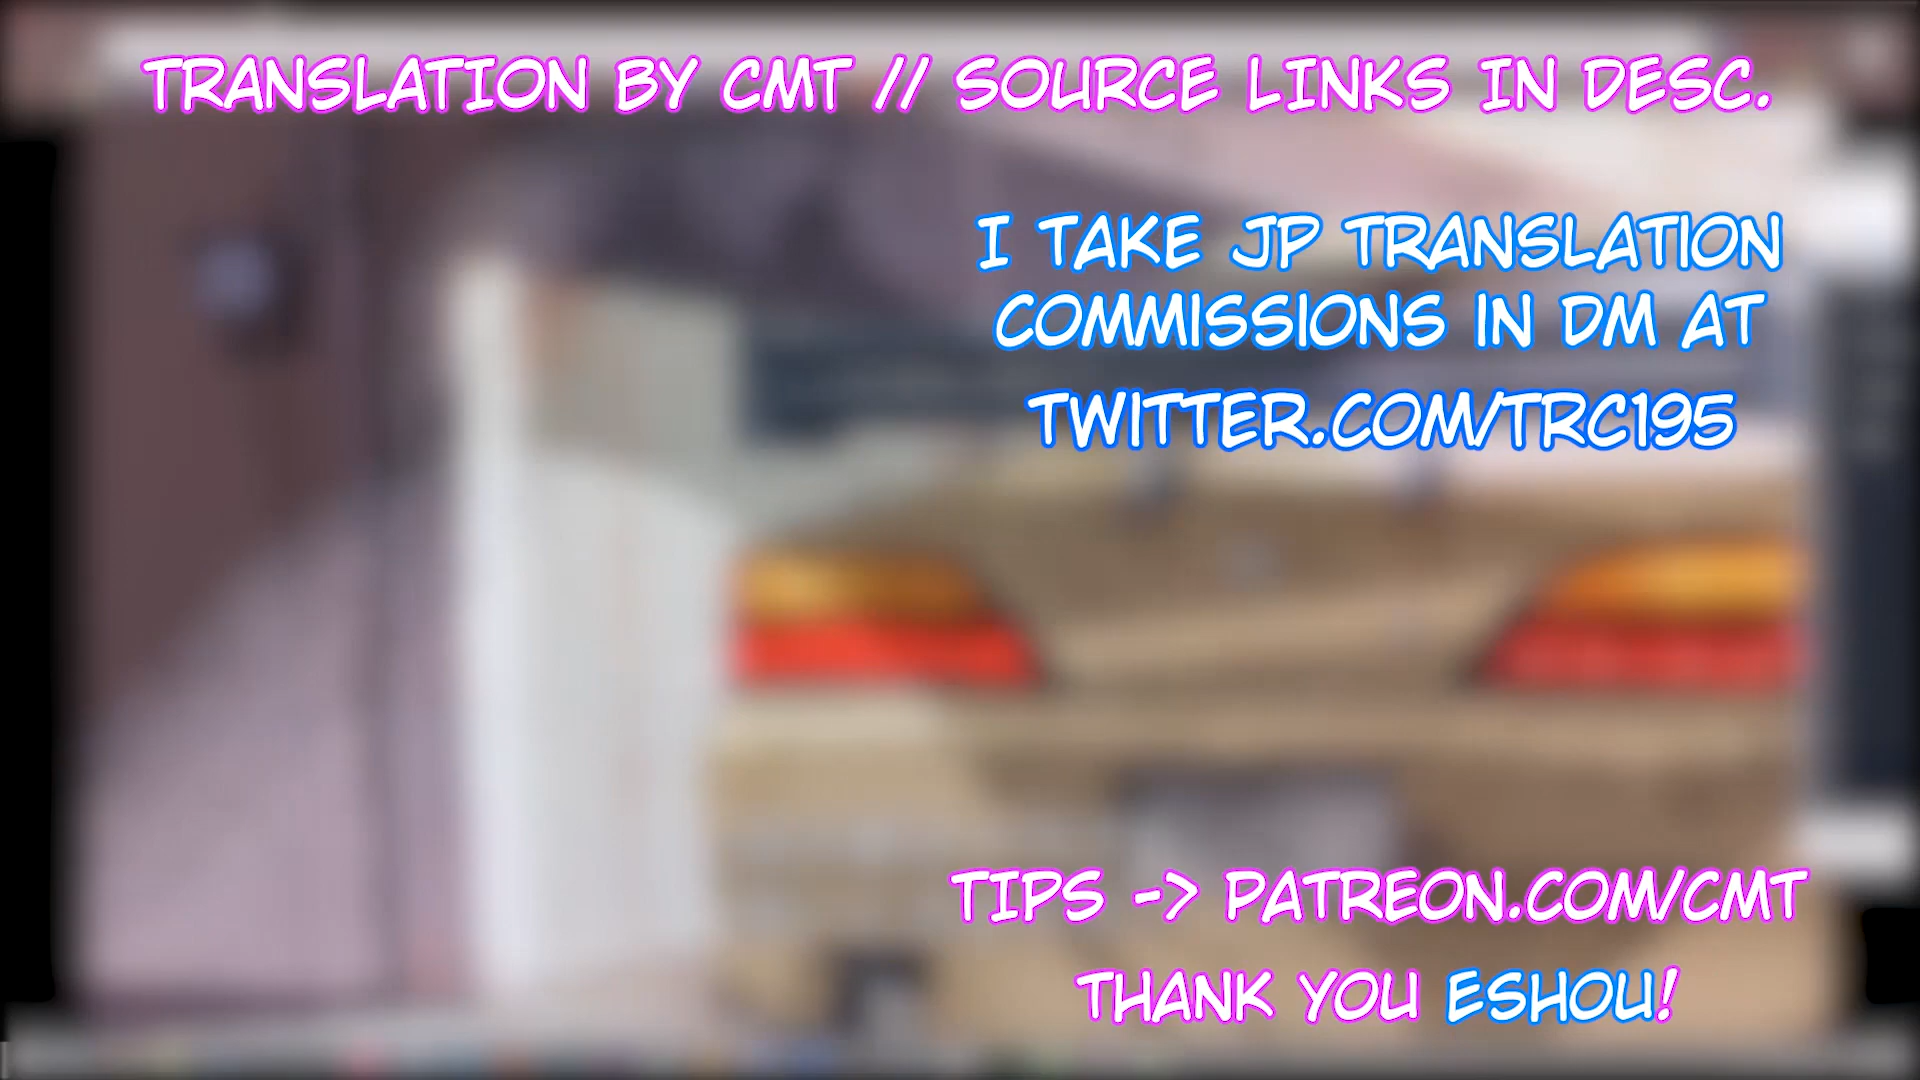 TRANSLATION BY CMT // SOURCE LINKS IN DESC.
I TAKE JP TRANSLATION
COMMISSIONS IN DM AT
TWITTER.COM/TRC195
TIPS -> PATREON.COM/CMT
THANK YOU ESHOU!